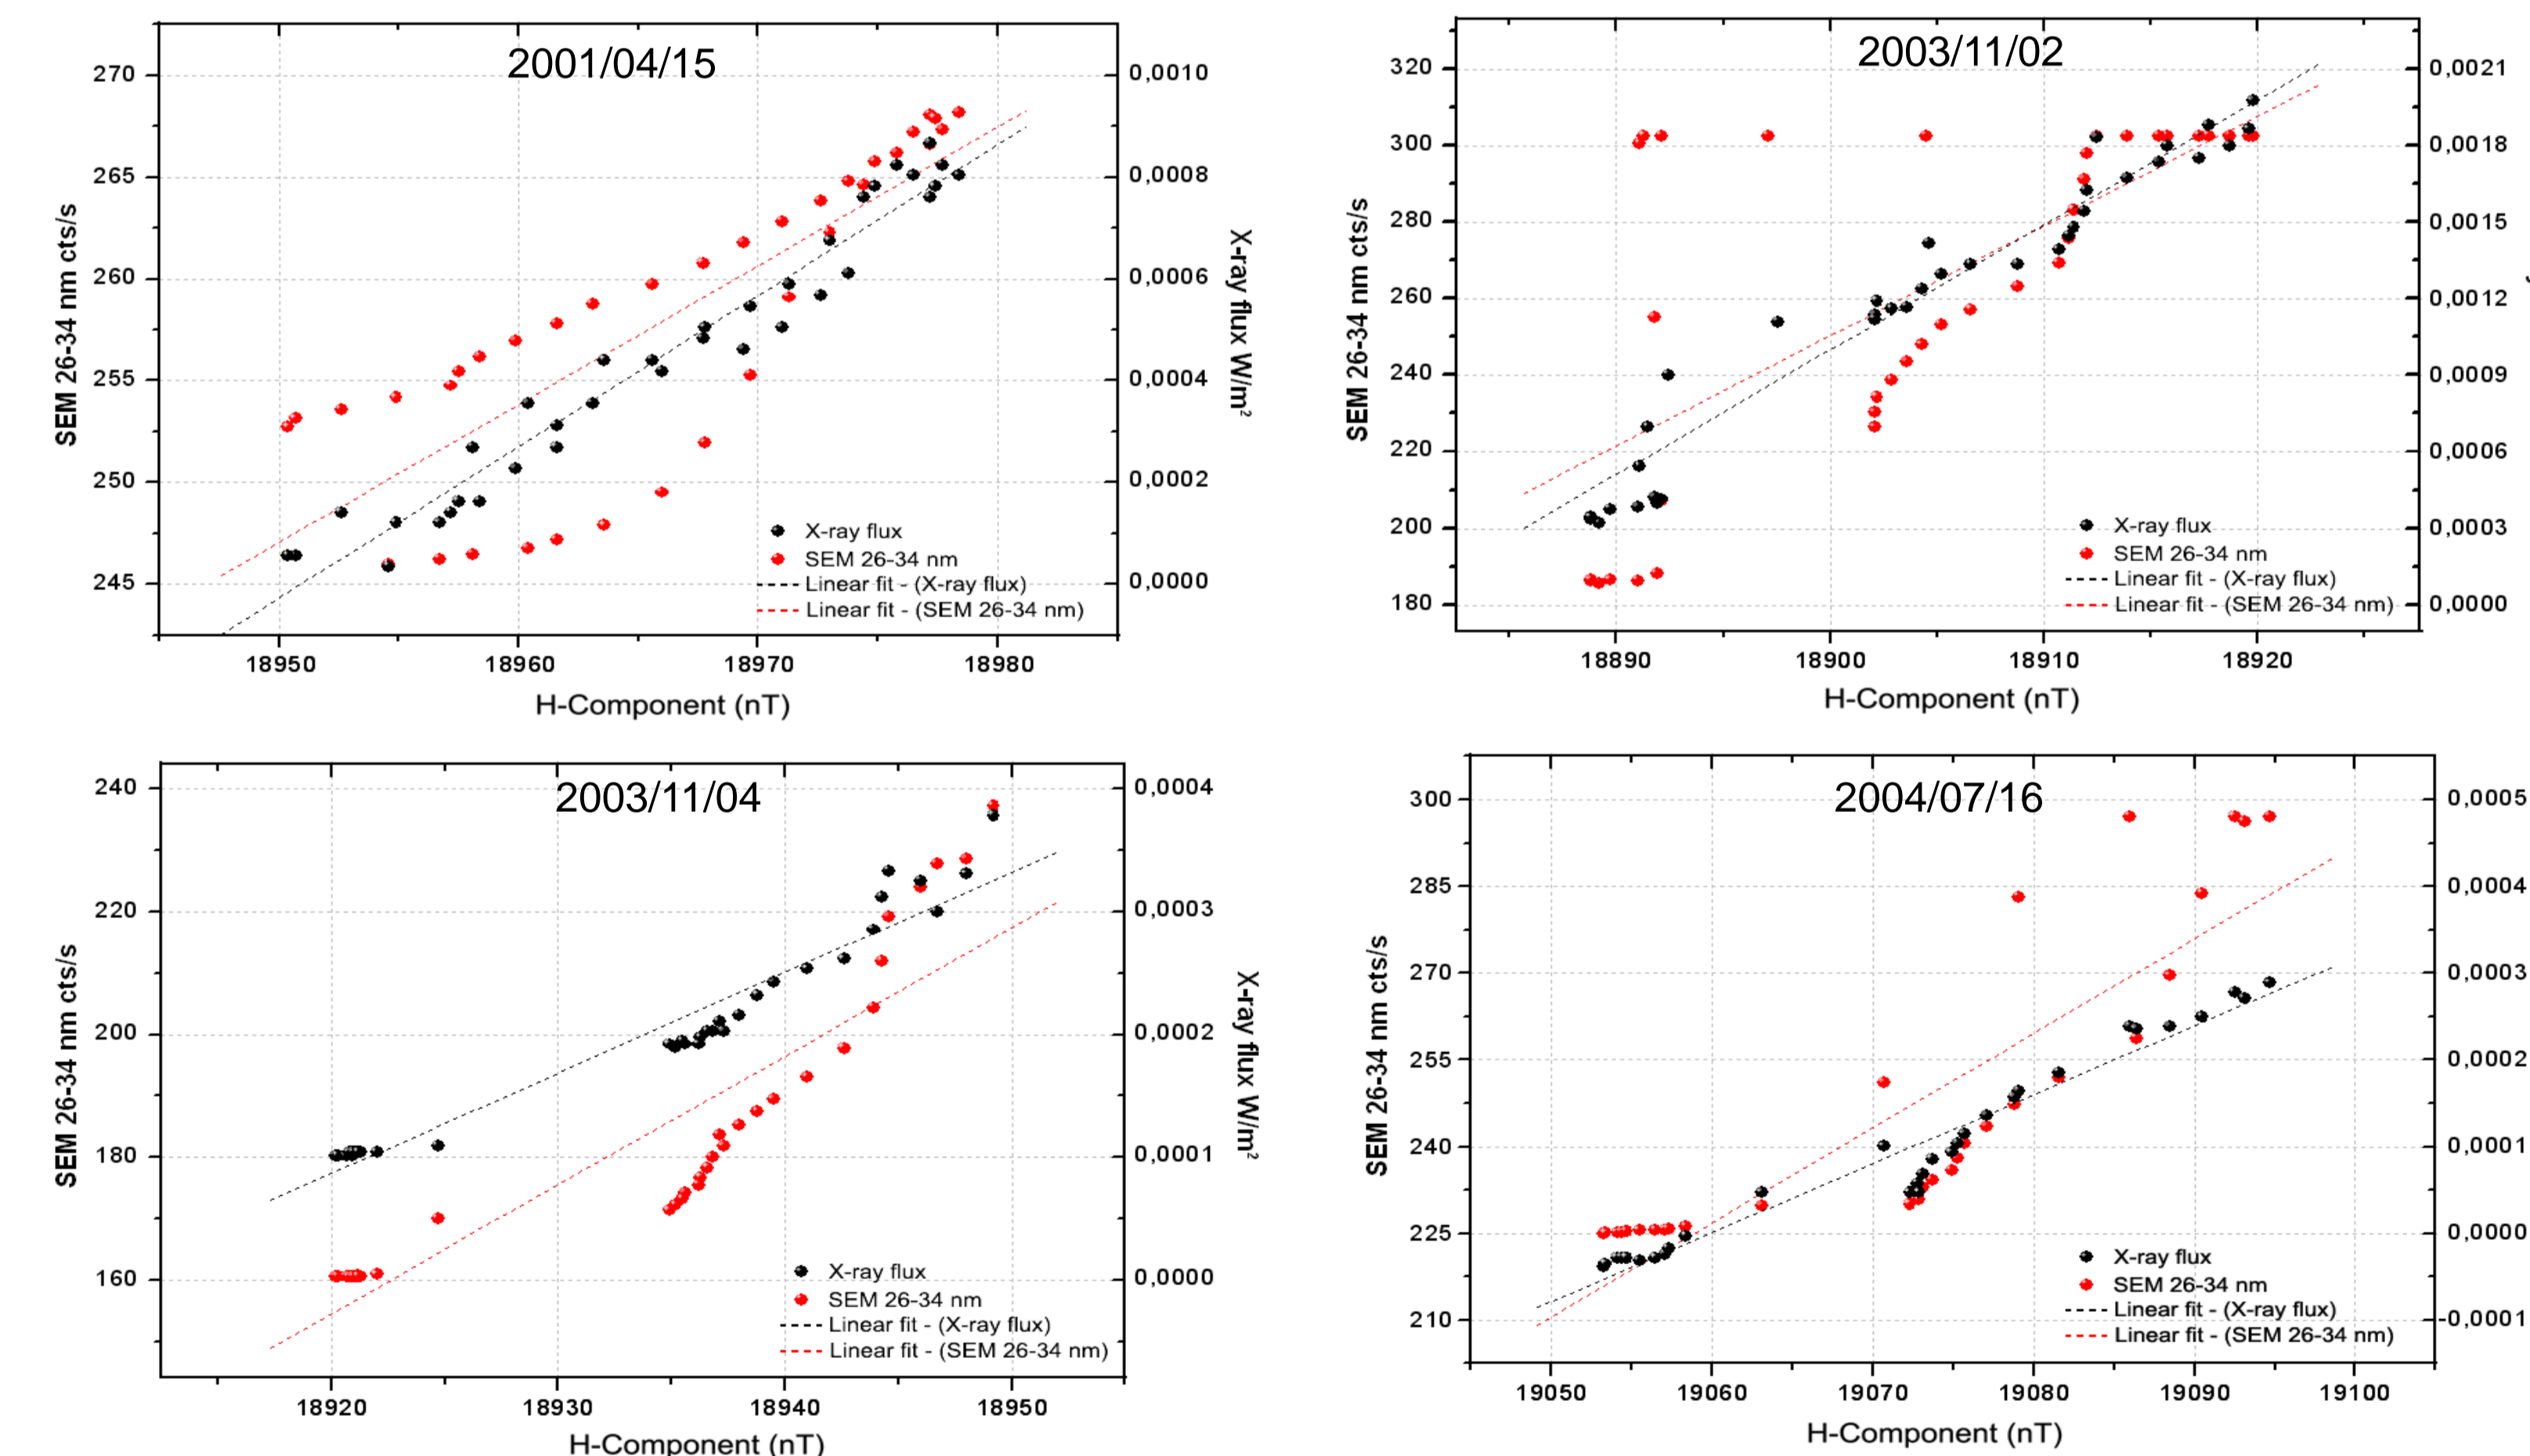 2001/04/15
270
265
260
255
250
245
SEM 26-34 nm cts/s
0,0010
0,0008
0,0006
0,0004
0,0002
0,0000
X-ray flux W/m²
X-ray flux
SEM 26-34 nm
Linear fit - (X-ray flux)
Linear fit - (SEM 26-34 nm)
18950 18960 18970 18980
H-Component (nT)
2003/11/02
320
300
280
260
240
220
200
180
SEM 26-34 nm cts/s
0,0021
0,0018
0,0015
0,0012
0,0009
0,0006
0,0003
0,0000
X-ray flux
SEM 26-34 nm
Linear fit - (X-ray flux)
Linear fit - (SEM 26-34 nm)
18890 18900 18910 18920
H-Component (nT)
2003/11/04
240
220
200
180
160
SEM 26-34 nm cts/s
0,0004
0,0003
0,0002
0,0001
0,0000
X-ray flux W/m²
X-ray flux
SEM 26-34 nm
Linear fit - (X-ray flux)
Linear fit - (SEM 26-34 nm)
18920 18930 18940 18950
H-Component (nT)
2004/07/16
300
285
270
255
240
225
210
SEM 26-34 nm cts/s
0,0005
0,0004
0,0003
0,0002
0,0001
0,0000
-0,0001
X-ray flux
SEM 26-34 nm
Linear fit - (X-ray flux)
Linear fit - (SEM 26-34 nm)
19050 19060 19070 19080 19090 19100
H-Component (nT)